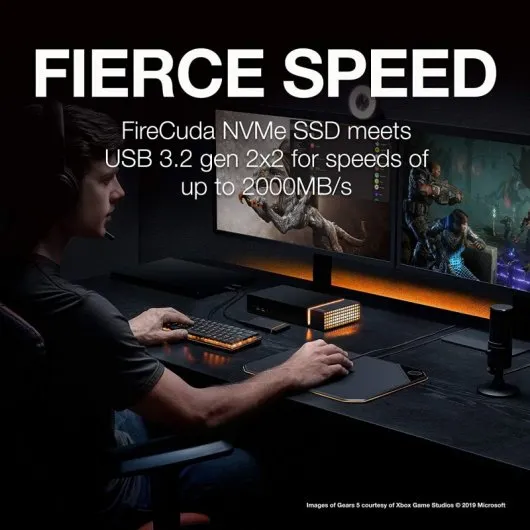 FIERCE SPEED
FireCuda NVMe SSD meets
USB 3.2 gen 2x2 for speeds of
up to 2000MB/s
Images of Gears 5 courtesy of Xbox Game Studios © 2019 Microsoft